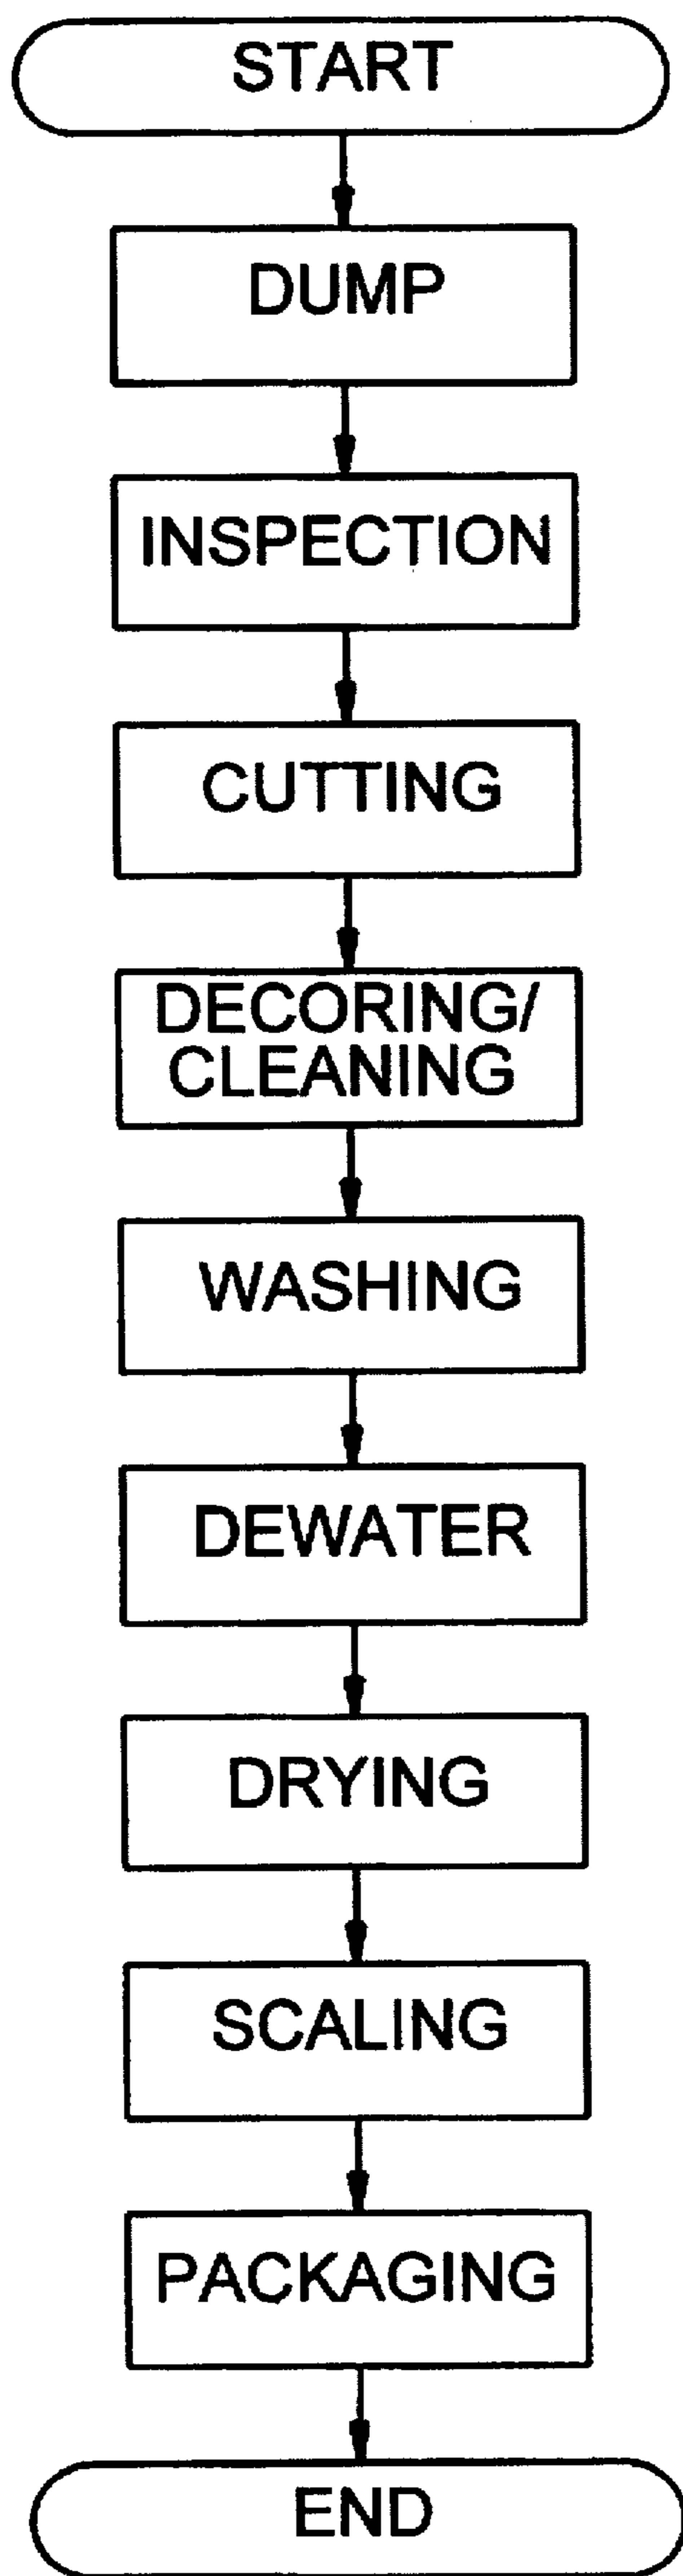 START
DUMP
INSPECTION
CUTTING
DECORING/
CLEANING
WASHING
DEWATER
DRYING
SCALING
PACKAGING
END